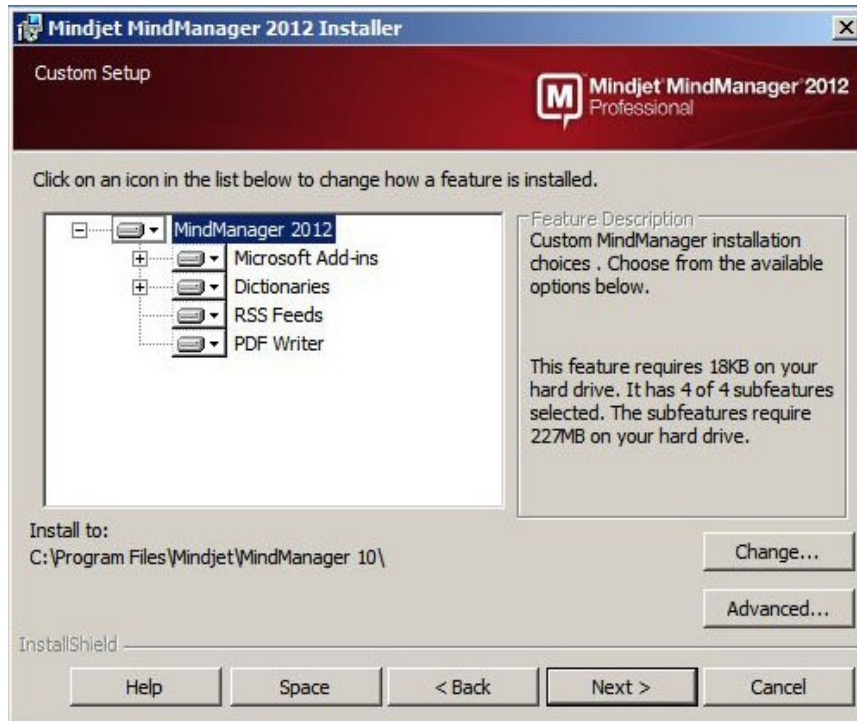 Mindjet MindManager 2012 Installer
Custom Setup
Mindjet MindManager 2012
Professional
Click on an icon in the list below to change how a feature is installed.
MindManager 2012
Microsoft Add-ins
Dictionaries
RSS Feeds
PDF Writer
Feature Description
Custom MindManager installation
choices . Choose from the available
options below.
This feature requires 18KB on your
hard drive. It has 4 of 4 subfeatures
selected. The subfeatures require
227MB on your hard drive.
Install to:
C:\Program Files\Mindjet\MindManager 10\
Change...
Advanced...
InstallShield
Help Space < Back Next > Cancel